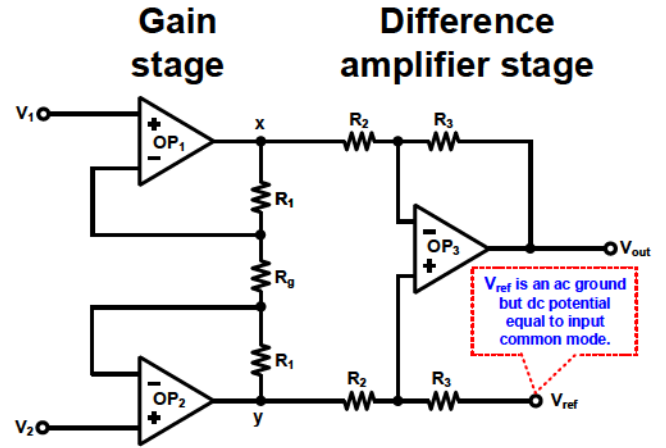 Gain
stage
Difference
amplifier stage
V1
+
OP1
−
x
R1
Rg
R1
R2
R3
−
OP3
+
Vout
Vref is an ac ground
but dc potential
equal to input
common mode.
−
OP2
+
V2
y
R2
R3
Vref